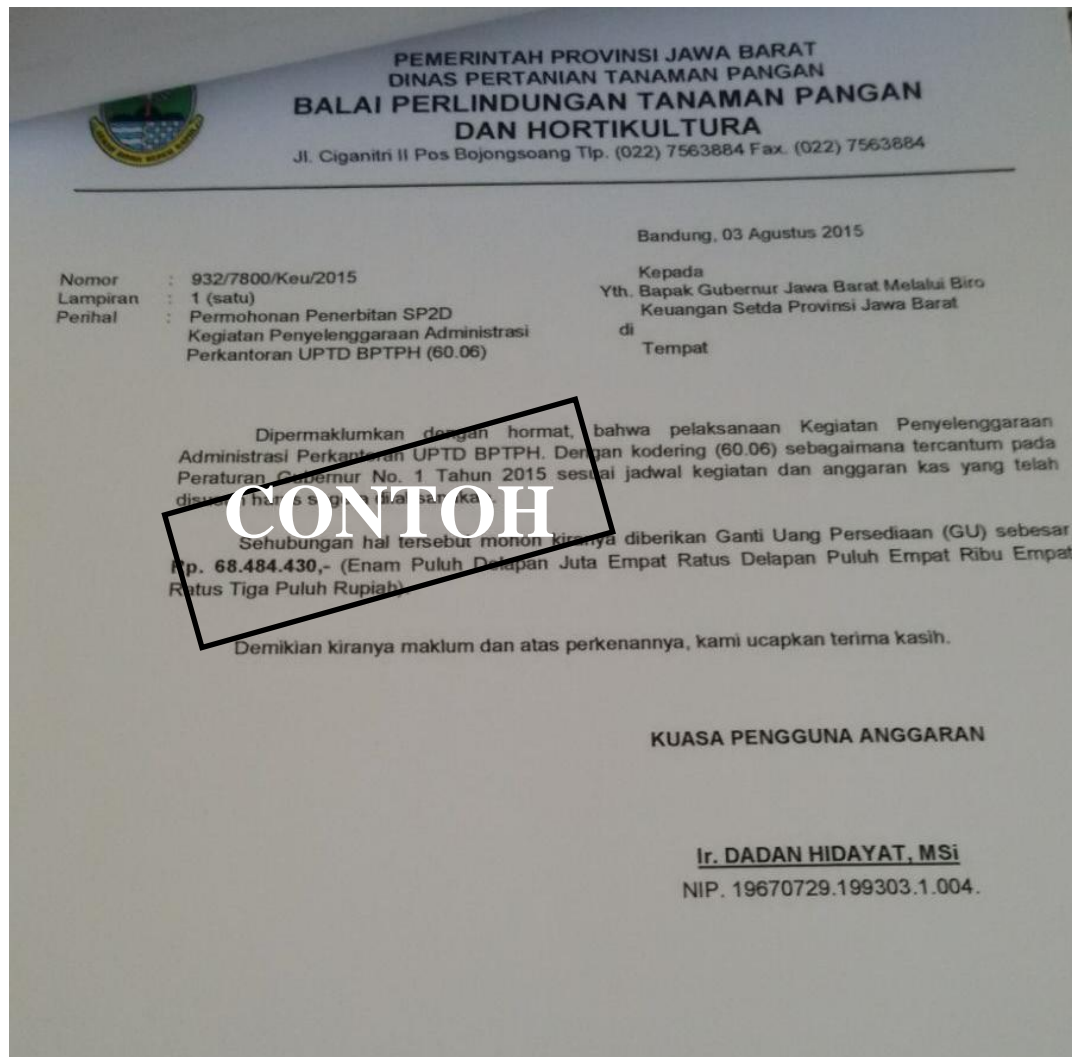 PEMERINTAH PROVINSI JAWA BARAT
DINAS PERTANIAN TANAMAN PANGAN
BALAI PERLINDUNGAN TANAMAN PANGAN
DAN HORTIKULTURA
Jl. Ciganitri II Pos Bojongsoang Tlp. (022) 7563884 Fax. (022) 7563884
Bandung, 03 Agustus 2015
Nomor : 932/7800/Keu/2015
Lampiran : 1 (satu)
Perihal : Permohonan Penerbitan SP2D
Kegiatan Penyelenggaraan Administrasi
Perkantoran UPTD BPTPH (60.06)
Kepada
Yth. Bapak Gubernur Jawa Barat Melalui Biro
Keuangan Setda Provinsi Jawa Barat
di
Tempat
Dipermaklumkan dengan hormat, bahwa pelaksanaan Kegiatan Penyelenggaraan
Administrasi Perkantoran UPTD BPTPH. Dengan kodering (60.06) sebagaimana tercantum pada
Peraturan Gubernur No. 1 Tahun 2015 sesuai jadwal kegiatan dan anggaran kas yang telah
harus segera dilaksanakan.
CONTOH
Sehubungan hal tersebut mohon kiranya diberikan Ganti Uang Persediaan (GU) sebesar
Rp. 68.484.430,- (Enam Puluh Delapan Juta Empat Ratus Delapan Puluh Empat Ribu Empat
Ratus Tiga Puluh Rupiah).
Demikian kiranya maklum dan atas perkenannya, kami ucapkan terima kasih.
KUASA PENGGUNA ANGGARAN
Ir. DADAN HIDAYAT, MSi
NIP. 19670729.199303.1.004.